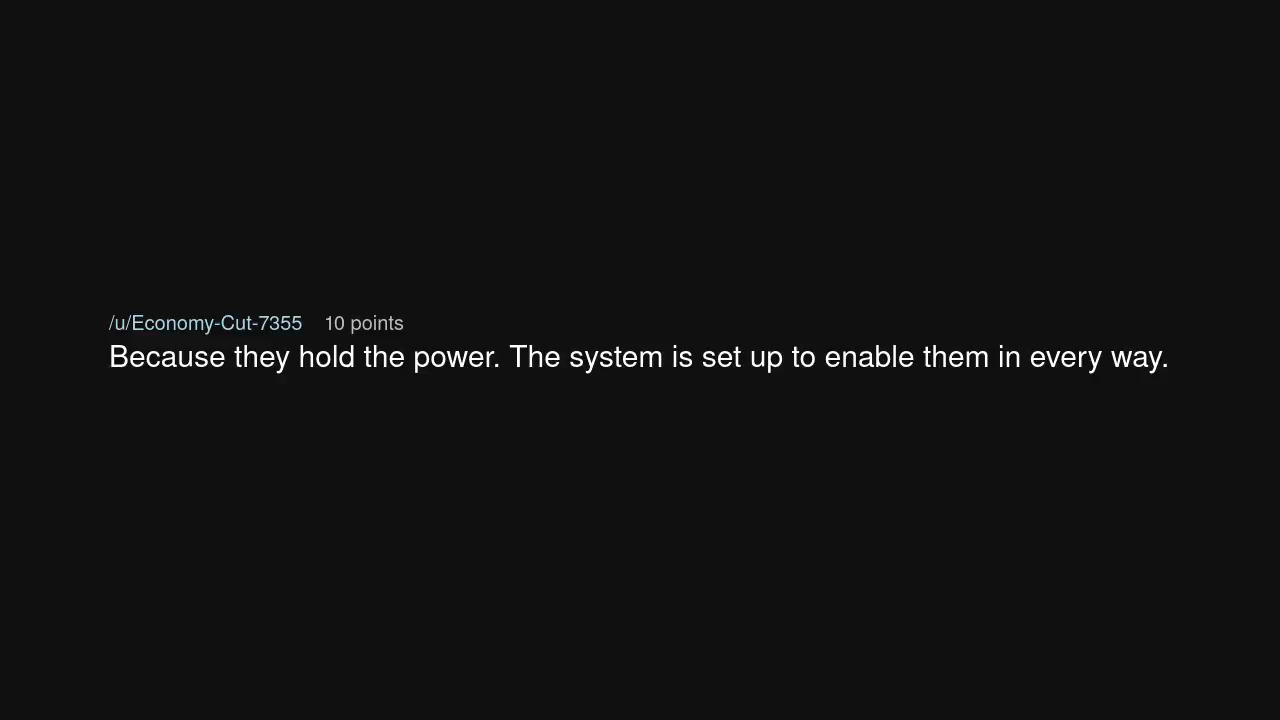 /u/Economy-Cut-7355 10 points
Because they hold the power. The system is set up to enable them in every way.